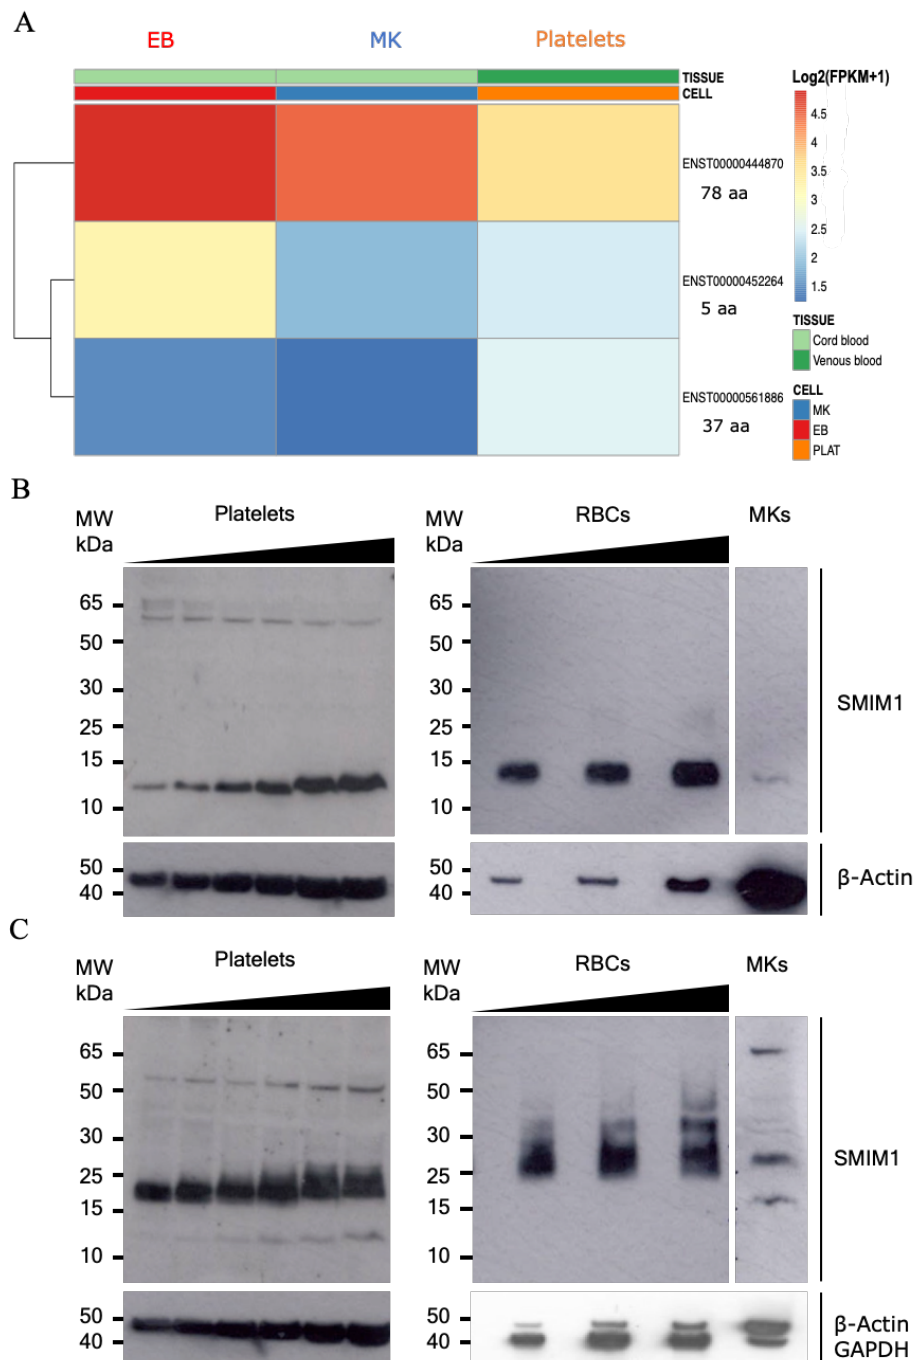 A
EB MK Platelets
TISSUE
CELL
Log2(FPKM+1)
4.5
4
3.5
3
2.5
2
1.5
ENST00000444870
78 aa
ENST00000452264
5 aa
ENST00000561886
37 aa
TISSUE
Cord blood
Venous blood
CELL
MK
EB
PLAT
B
MW
kDa
Platelets
65
50
30
25
15
10
50
40
MW
kDa
RBCs
MKs
65
50
30
25
15
10
50
40
SMIM1
β-Actin
C
MW
kDa
Platelets
65
50
30
25
15
10
50
40
MW
kDa
RBCs
MKs
65
50
30
25
15
10
50
40
SMIM1
β-Actin
GAPDH